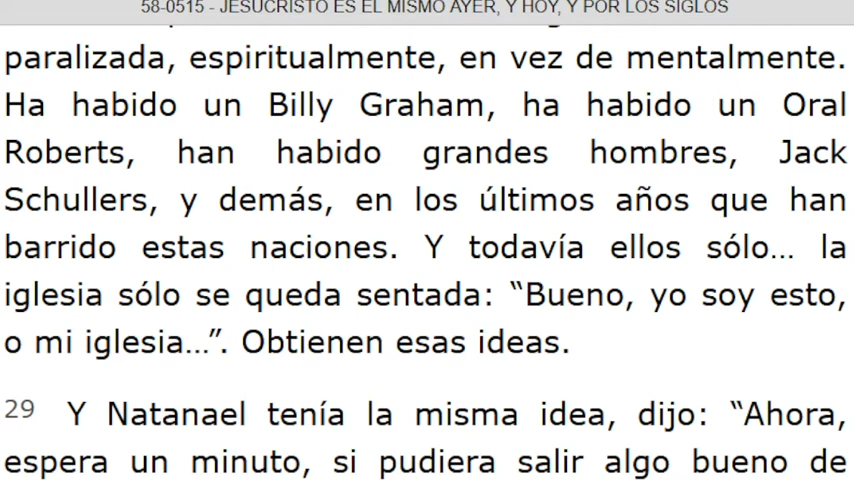 58-0515 - JESUCRISTO ES EL MISMO AYER, Y HOY, Y POR LOS SIGLOS
paralizada, espiritualmente, en vez de mentalmente.
Ha habido un Billy Graham, ha habido un Oral
Roberts, han habido grandes hombres, Jack
Schullers, y demás, en los últimos años que han
barrido estas naciones. Y todavía ellos sólo… la
iglesia sólo se queda sentada: “Bueno, yo soy esto,
o mi iglesia…”. Obtienen esas ideas.
29 Y Natanael tenía la misma idea, dijo: “Ahora,
espera un minuto, si pudiera salir algo bueno de